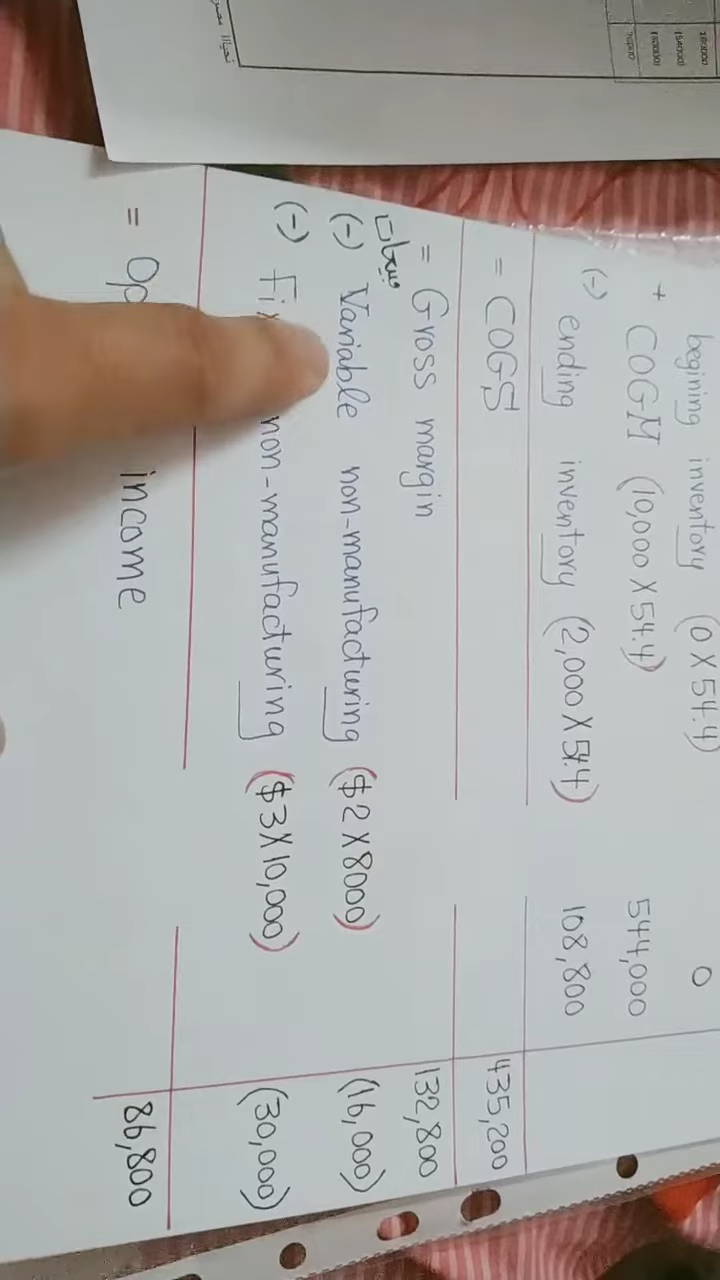 begining inventory (0 X 54.4) 0
+ COGM (10,000 X 54.4) 544,000
(-) ending inventory (2,000 X 54.4) 108,800
= COGS 435,200
= Gross margin 132,800
مبيعات
(-) Variable non-manufacturing ($2 X 8000) (16,000)
(-) Fi non-manufacturing ($3 X 10,000) (30,000)
= Op income 86,800